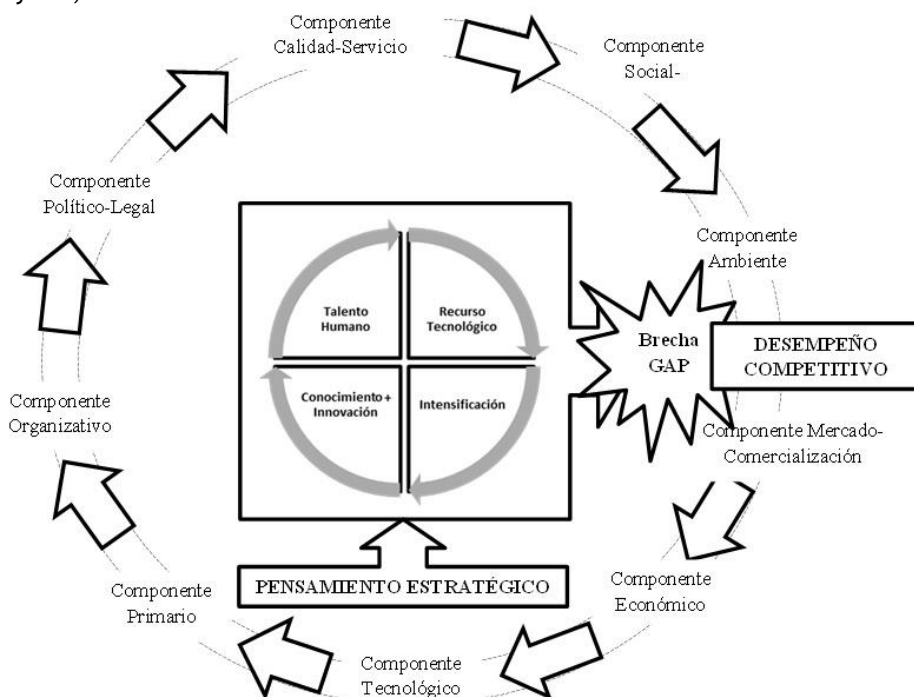 Componente
Calidad-Servicio
Componente
Social-
Componente
Político-Legal
Componente
Ambiente
Talento
Humano
Recurso
Tecnológico
Brecha
GAP
DESEMPEÑO
COMPETITIVO
Conocimiento +
Innovación
Intensificación
Componente
Organizativo
Componente Mercado-
Comercialización
PENSAMIENTO ESTRATÉGICO
Componente
Económico
Componente
Primario
Componente
Tecnológico